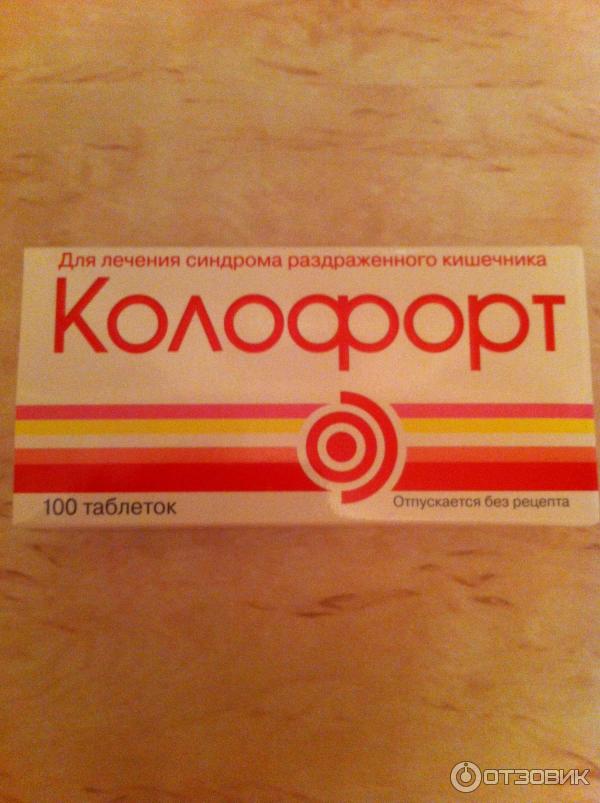 Для лечения синдрома раздраженного кишечника
Колофорт
100 таблеток
Отпускается без рецепта
ОТЗОВИК